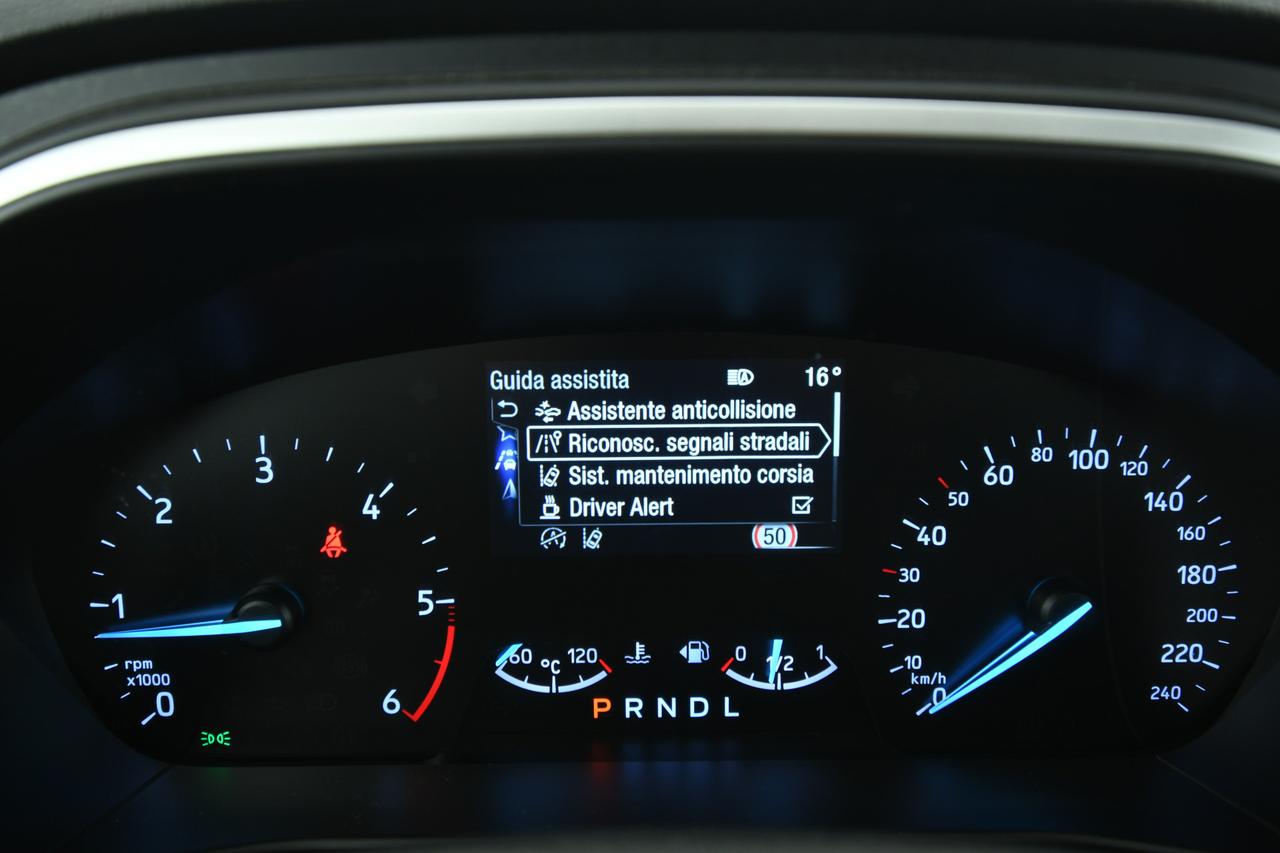 Guida assistita 16°
Assistente anticollisione
Riconosc. segnali stradali
Sist. mantenimento corsia
Driver Alert
50
0
1
2
3
4
5
6
rpm
x1000
60 °C 120
0 1/2 1
P R N D L
0
10
20
30
40
50
60
80
100
120
140
160
180
200
220
240
km/h